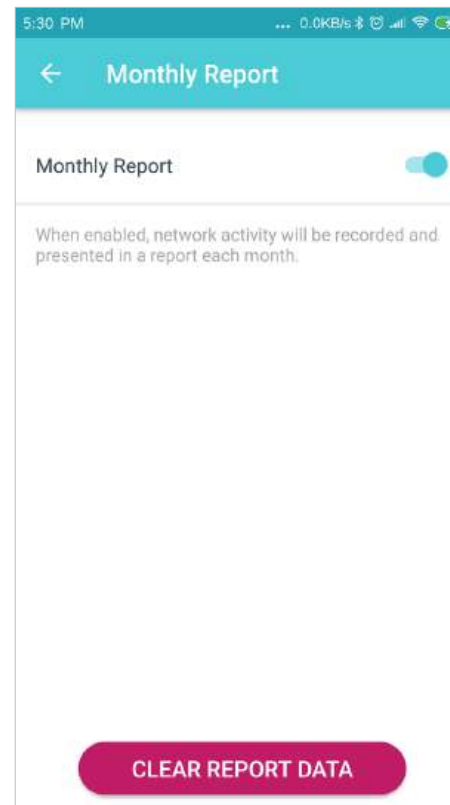 5:30 PM ... 0.0KB/s
Monthly Report
Monthly Report
When enabled, network activity will be recorded and
presented in a report each month.
CLEAR REPORT DATA